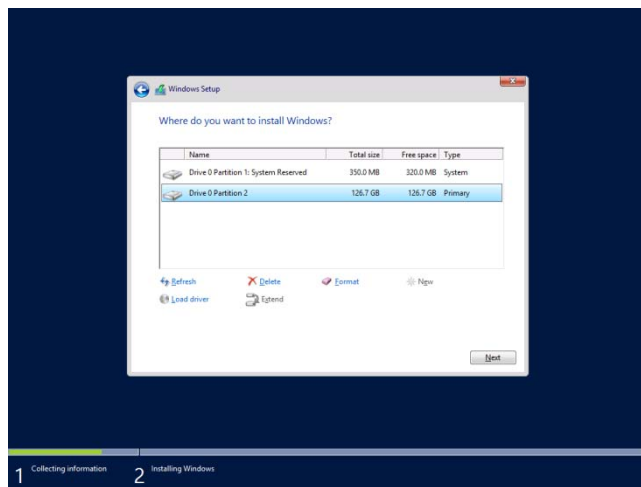 Windows Setup
Where do you want to install Windows?
Name Total size Free space Type
Drive 0 Partition 1: System Reserved 350.0 MB 320.0 MB System
Drive 0 Partition 2 126.7 GB 126.7 GB Primary
Refresh Delete Format New
Load driver Extend
Next
1 Collecting information 2 Installing Windows